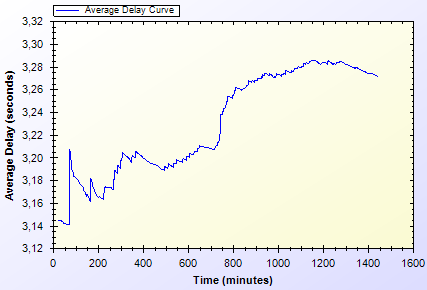 Average Delay Curve
3,32
3,30
3,28
3,26
3,24
3,22
3,20
3,18
3,16
3,14
3,12
Average Delay (seconds)
0 200 400 600 800 1000 1200 1400 1600
Time (minutes)